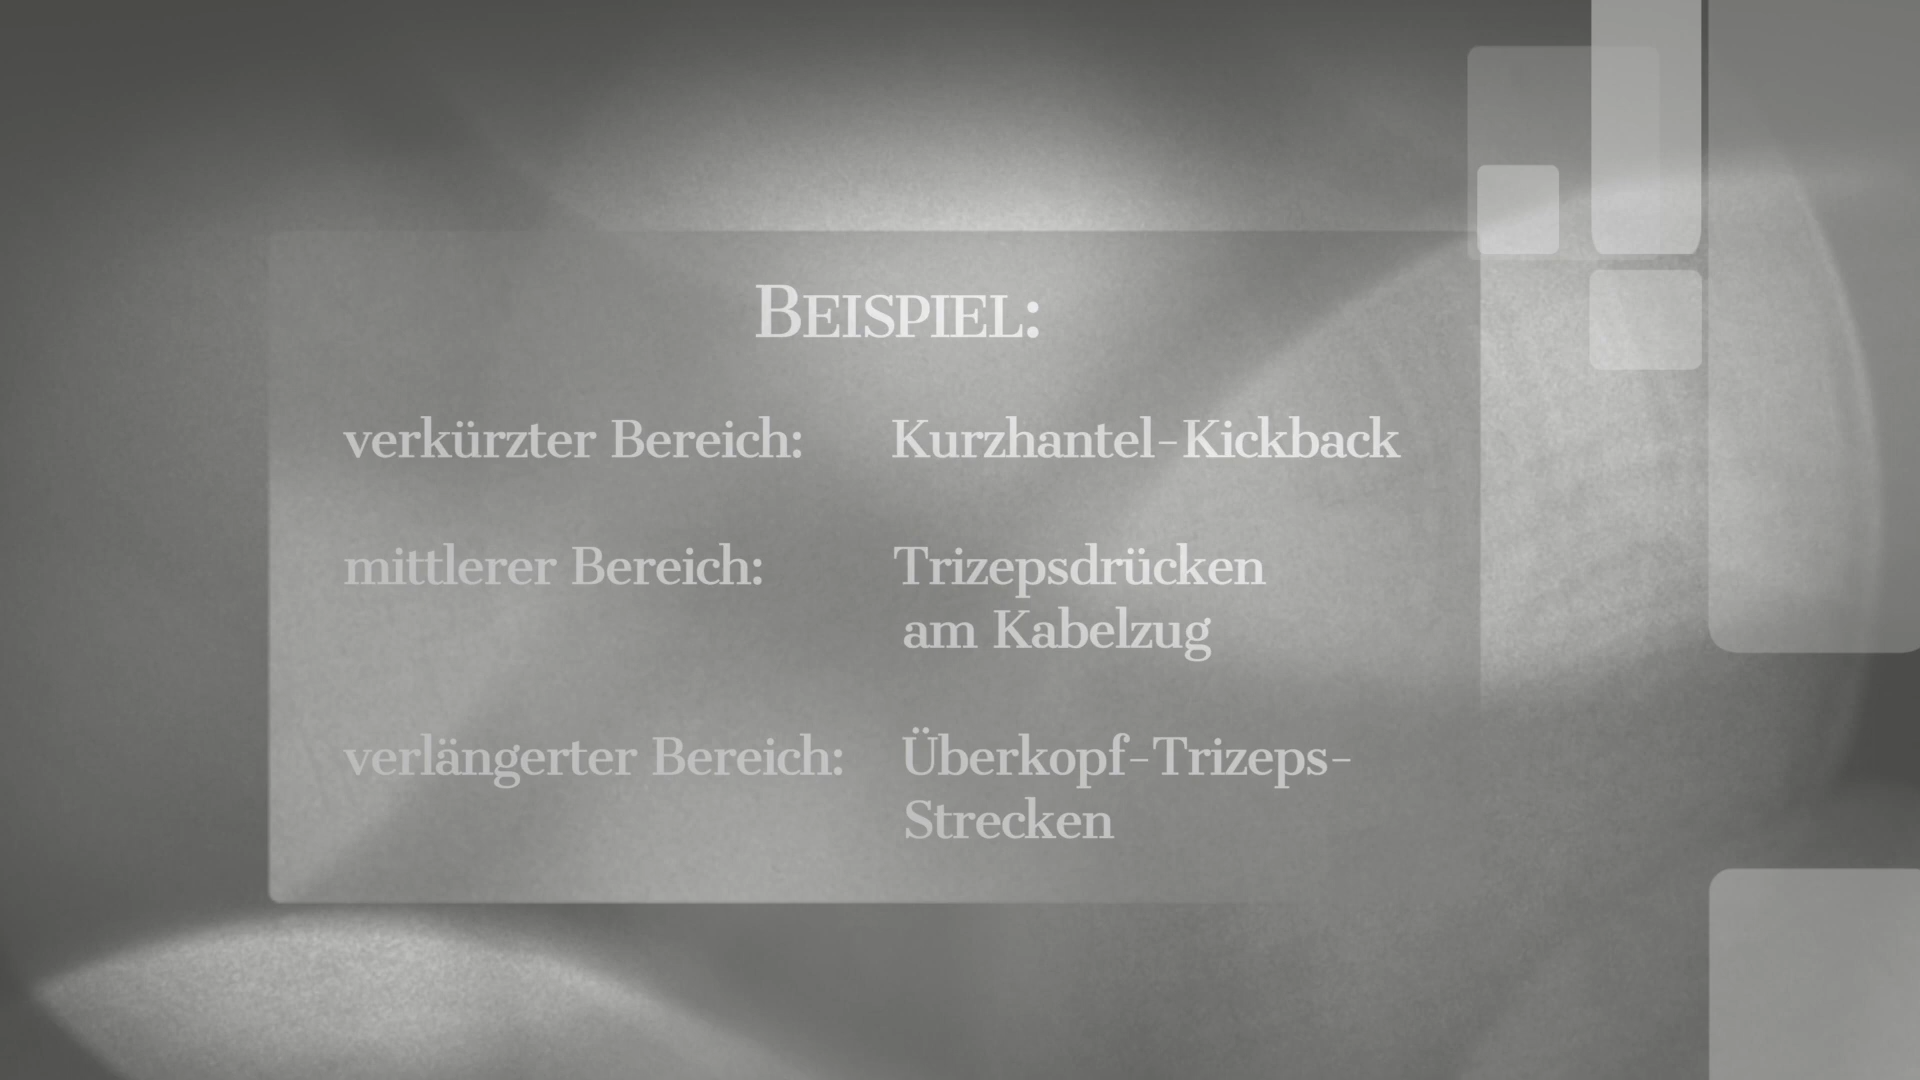 BEISPIEL:
verkürzter Bereich: Kurzhantel-Kickback
mittlerer Bereich: Trizepsdrücken
am Kabelzug
verlängerter Bereich: Überkopf-Trizeps-
Strecken